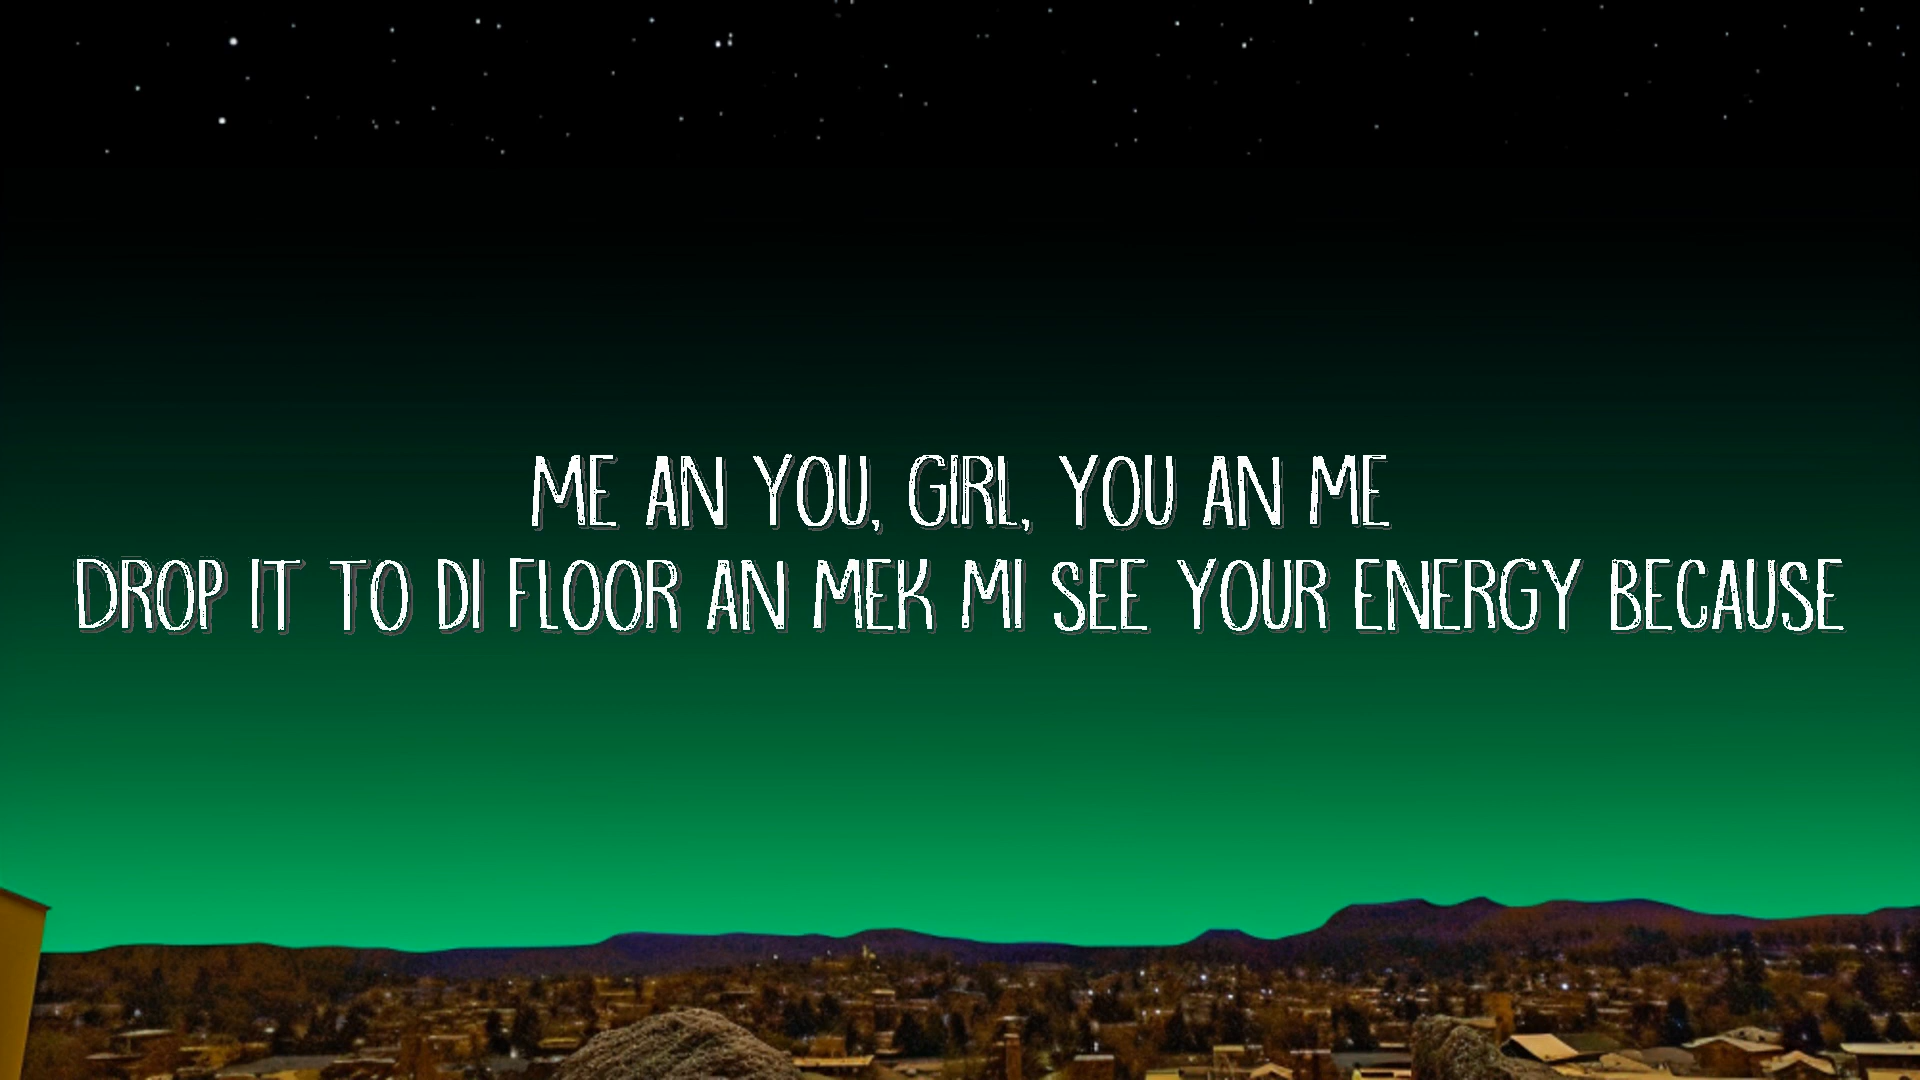 ME AN YOU, GIRL, YOU AN ME
DROP IT TO DI FLOOR AN MEK MI SEE YOUR ENERGY BECAUSE